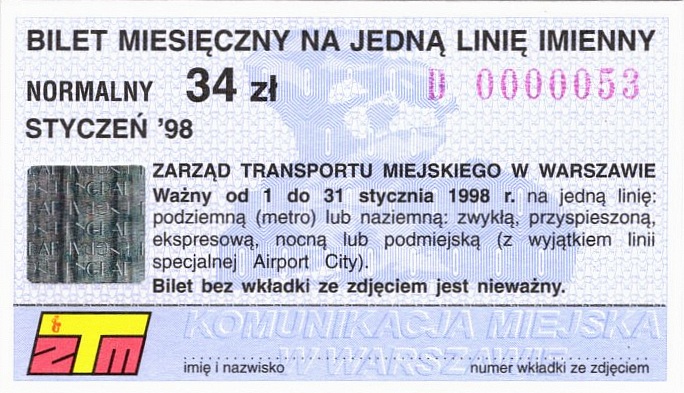 BILET MIESIĘCZNY NA JEDNĄ LINIĘ IMIENNY
NORMALNY 34 zł D 0000053
STYCZEŃ '98
ZARZĄD TRANSPORTU MIEJSKIEGO W WARSZAWIE
Ważny od 1 do 31 stycznia 1998 r. na jedną linię:
podziemną (metro) lub naziemną: zwykłą, przyspieszoną,
ekspresową, nocną lub podmiejską (z wyjątkiem linii
specjalnej Airport City).
Bilet bez wkładki ze zdjęciem jest nieważny.
KOMUNIKACJA MIEJSKA
W WARSZAWIE
ZTM
imię i nazwisko numer wkładki ze zdjęciem